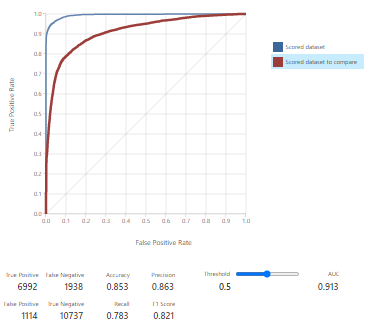 1.0
0.9
0.8
0.7
0.6
0.5
0.4
0.3
0.2
0.1
0.0
0.0 0.1 0.2 0.3 0.4 0.5 0.6 0.7 0.8 0.9 1.0
True Positive Rate
False Positive Rate
Scored dataset
Scored dataset to compare
True Positive False Negative Accuracy Precision Threshold AUC
6992 1938 0.853 0.863 0.5 0.913
False Positive True Negative Recall F1 Score
1114 10737 0.783 0.821